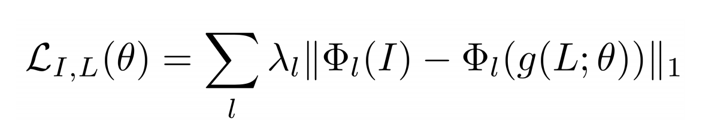 $\mathcal{L}_{I,L}(\theta) = \sum_{l} \lambda_l \| \Phi_l(I) - \Phi_l(g(L;\theta)) \|_1$